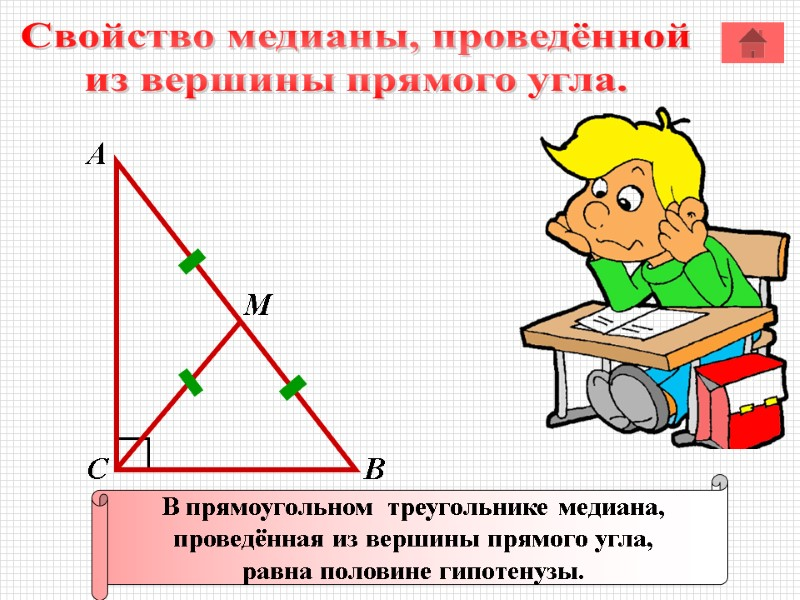 Свойство медианы, проведённой
из вершины прямого угла.
A
M
C
B
В прямоугольном треугольнике медиана,
проведённая из вершины прямого угла,
равна половине гипотенузы.